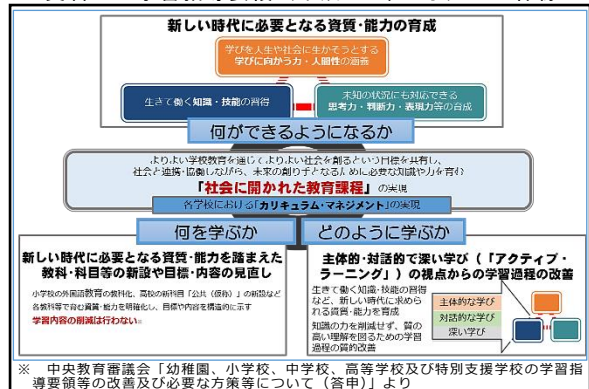 新しい時代に必要となる資質・能力の育成
学びを人生や社会に生かそうとする
学びに向かう力・人間性の涵養
生きて働く知識・技能の習得
未知の状況にも対応できる
思考力・判断力・表現力等の育成
何ができるようになるか
よりよい学校教育を通じてよりよい社会を創るという目標を共有し、
社会と連携・協働しながら、未来の創り手となるために必要な知識や力を育む
「社会に開かれた教育課程」の実現
各学校における「カリキュラム・マネジメント」の実現
何を学ぶか
どのように学ぶか
新しい時代に必要となる資質・能力を踏まえた
教科・科目等の新設や目標・内容の見直し
小学校の外国語教育の教科化、高校の新科目「公共（仮称）」の新設など
各教科等で育む資質・能力を明確化し、目標や内容を構造的に示す
学習内容の削減は行わない※
主体的・対話的で深い学び（「アクティブ・
ラーニング」）の視点からの学習過程の改善
生きて働く知識・技能の習得
など、新しい時代に求めら
れる資質・能力を育成
知識の力を削減せず、質の
高い理解を図るための学習
過程の質的改善
主体的な学び
対話的な学び
深い学び
※ 中央教育審議会「幼稚園、小学校、中学校、高等学校及び特別支援学校の学習指
導要領等の改善及び必要な方策等について（答申）」より